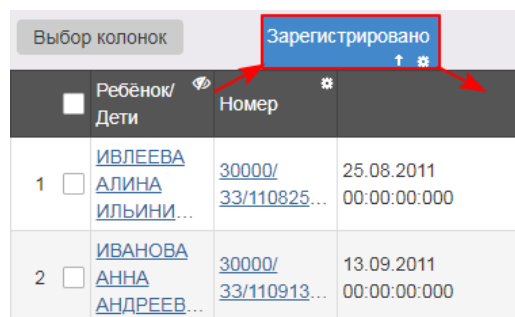 Выбор колонок
Зарегистрировано
Ребёнок/
Дети
Номер
1
ИВЛЕЕВА
АЛИНА
ИЛЬИНИ...
30000/
33/110825...
25.08.2011
00:00:00:000
2
ИВАНОВА
АННА
АНДРЕЕВ...
30000/
33/110913...
13.09.2011
00:00:00:000